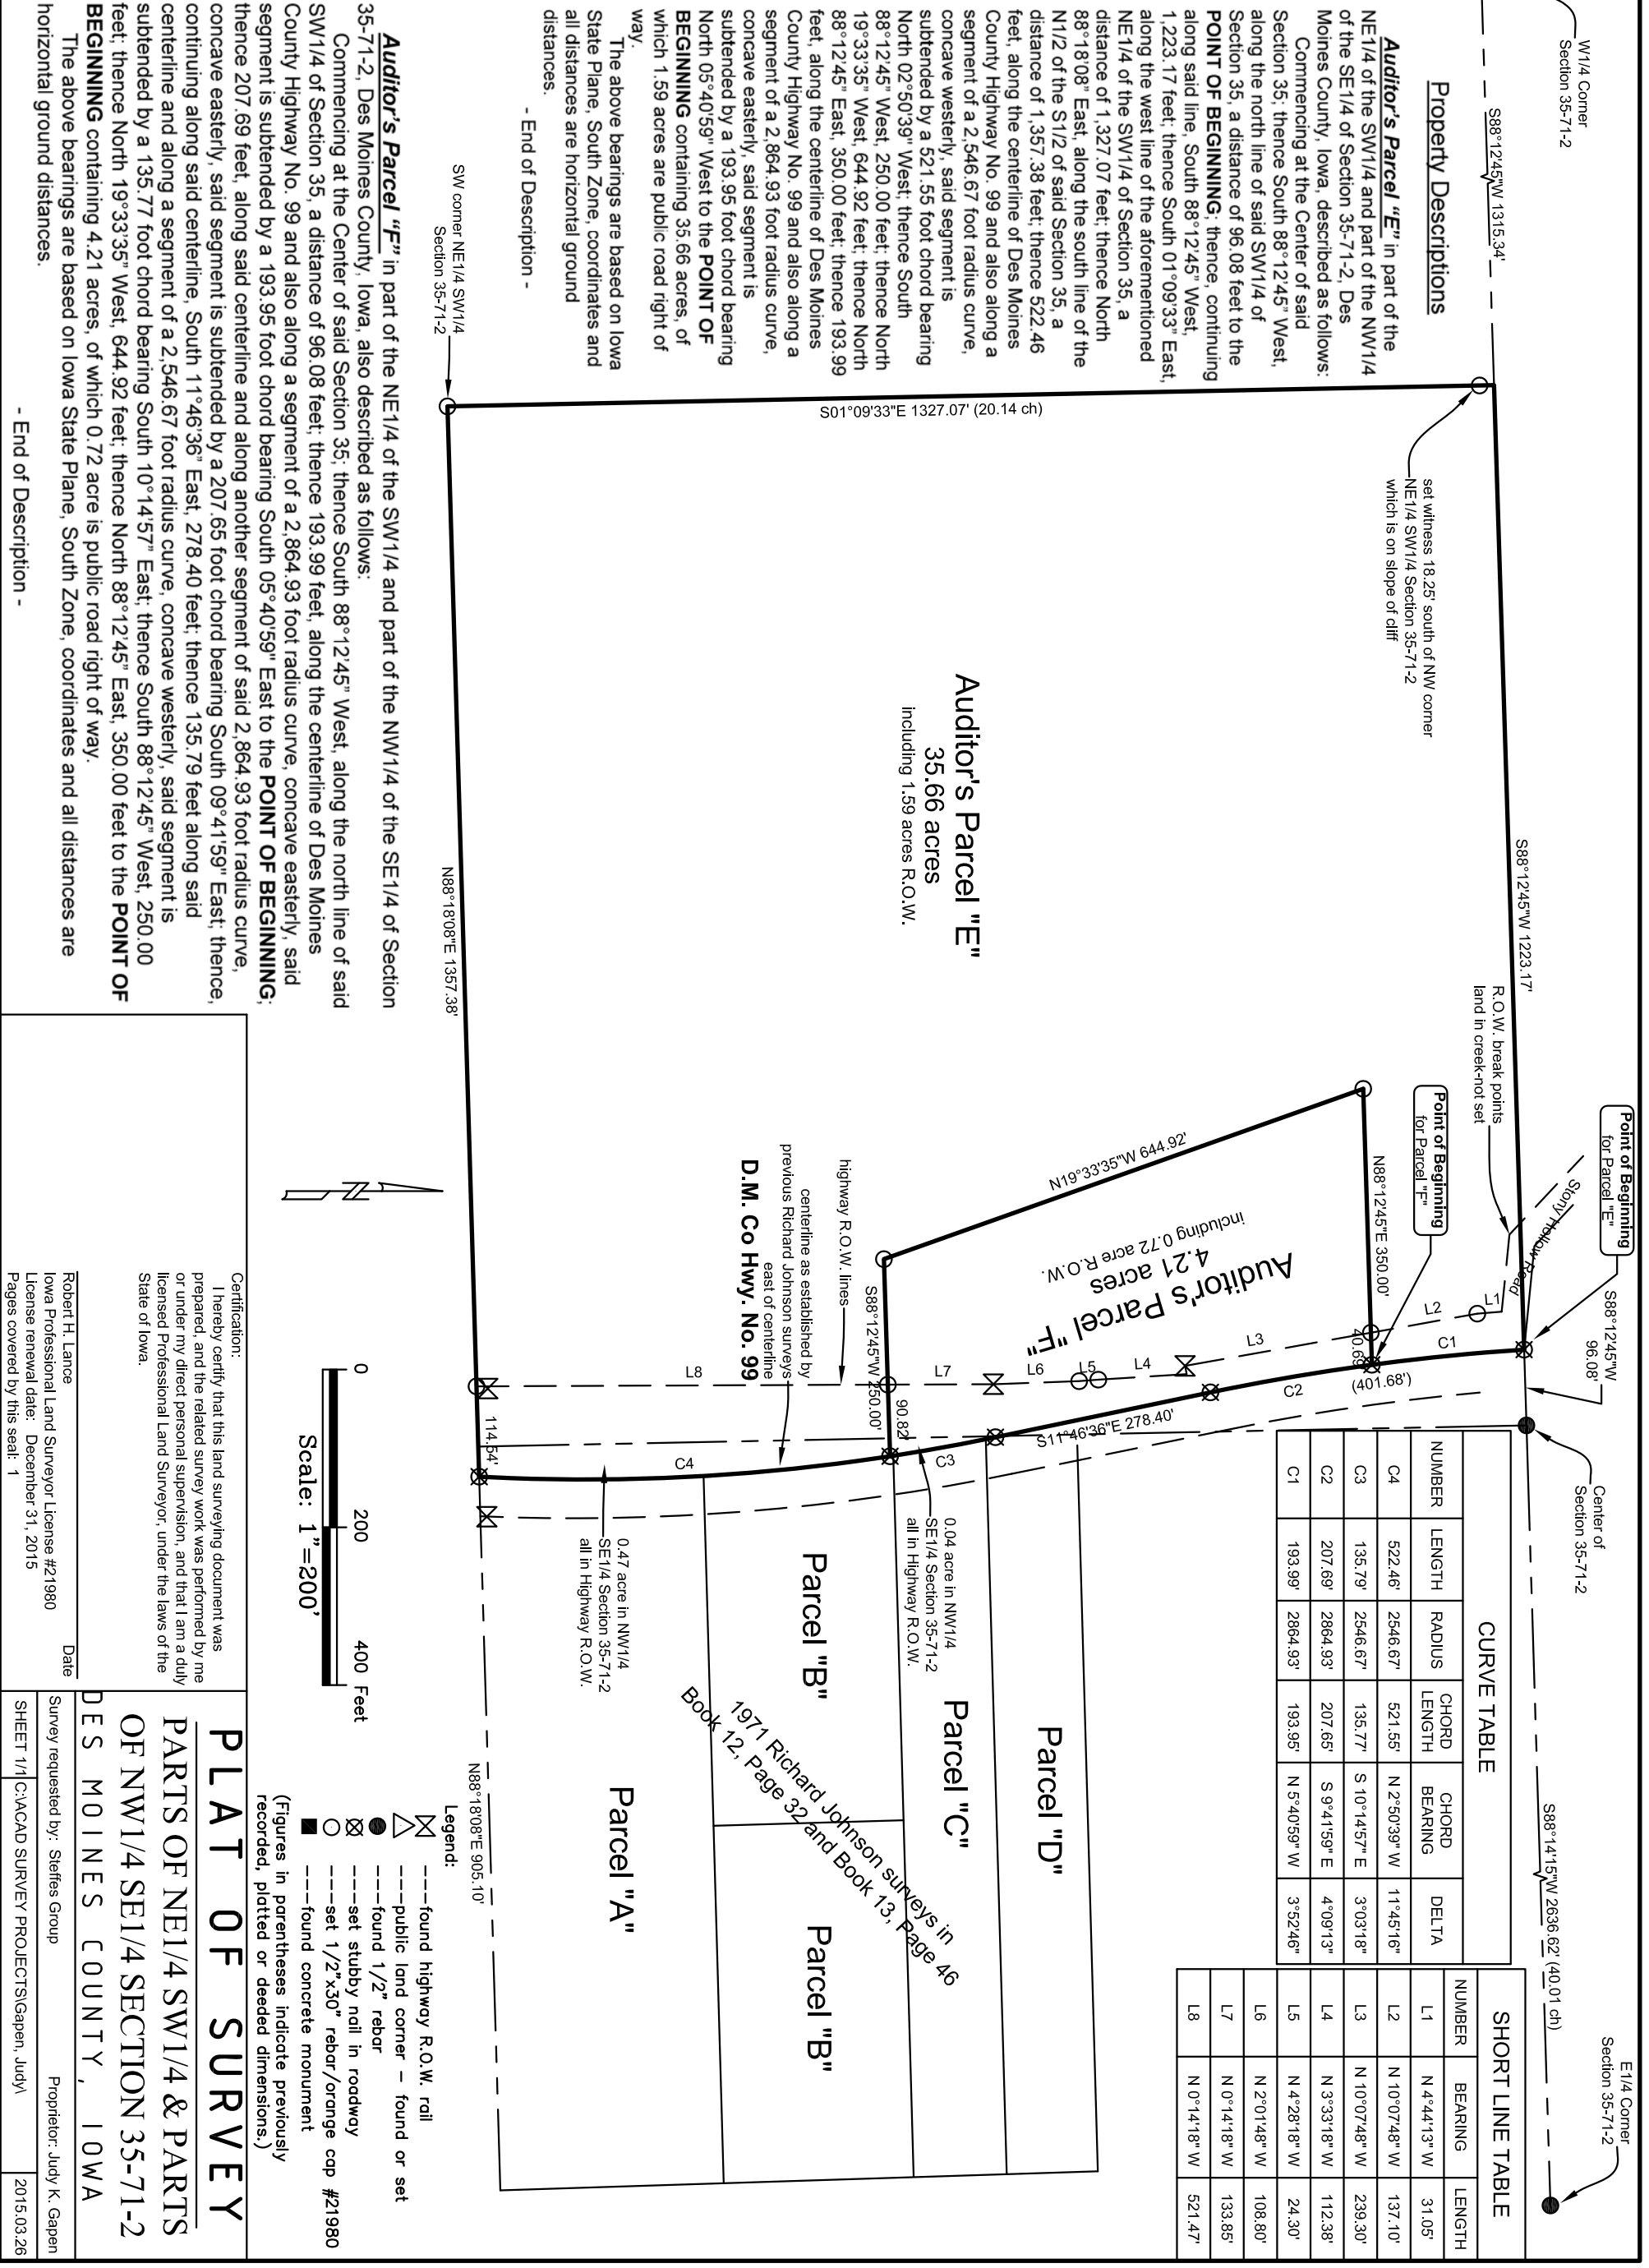 W1/4 Corner
Section 35-71-2
S88°12'45"W 1315.34'
Property Descriptions
Auditor's Parcel “E” in part of the
NE1/4 of the SW1/4 and part of the NW1/4
of the SE1/4 of Section 35-71-2, Des
Moines County, Iowa, described as follows:
Commencing at the Center of said
Section 35; thence South 88°12'45” West,
along the north line of said SW1/4 of
Section 35, a distance of 96.08 feet to the
POINT OF BEGINNING; thence, continuing
along said line, South 88°12'45” West,
1,223.17 feet; thence South 01°09'33” East,
along the west line of the aforementioned
NE1/4 of the SW1/4 of Section 35, a
distance of 1,327.07 feet; thence North
88°18'08” East, along the south line of the
N1/2 of the S1/2 of said Section 35, a
distance of 1,357.38 feet; thence 522.46
feet, along the centerline of Des Moines
County Highway No. 99 and also along a
segment of a 2,546.67 foot radius curve,
concave westerly, said segment is
subtended by a 521.55 foot chord bearing
North 02°50'39” West; thence South
88°12'45” West, 250.00 feet; thence North
19°33'35” West, 644.92 feet; thence North
88°12'45” East, 350.00 feet; thence 193.99
feet, along the centerline of Des Moines
County Highway No. 99 and also along a
segment of a 2,864.93 foot radius curve,
concave easterly, said segment is
subtended by a 193.95 foot chord bearing
North 05°40'59" West to the POINT OF
BEGINNING containing 35.66 acres, of
which 1.59 acres are public road right of
way.
The above bearings are based on Iowa
State Plane, South Zone, coordinates and
all distances are horizontal ground
distances.
- End of Description -
Auditor's Parcel “F” in part of the NE1/4 of the SW1/4 and part of the NW1/4 of the SE1/4 of Section
35-71-2, Des Moines County, Iowa, also described as follows:
Commencing at the Center of said Section 35; thence South 88°12'45” West, along the north line of said
SW1/4 of Section 35, a distance of 96.08 feet; thence 193.99 feet, along the centerline of Des Moines
County Highway No. 99 and also along a segment of a 2,864.93 foot radius curve, concave easterly, said
segment is subtended by a 193.95 foot chord bearing South 05°40'59" East to the POINT OF BEGINNING;
thence 207.69 feet, along said centerline and along another segment of said 2,864.93 foot radius curve,
concave easterly, said segment is subtended by a 207.65 foot chord bearing South 09°41'59" East; thence,
continuing along said centerline, South 11°46'36” East, 278.40 feet; thence 135.79 feet along said
centerline and along a segment of a 2,546.67 foot radius curve, concave westerly, said segment is
subtended by a 135.77 foot chord bearing South 10°14'57” East; thence South 88°12'45” West, 250.00
feet; thence North 19°33'35” West, 644.92 feet; thence North 88°12'45” East, 350.00 feet to the POINT OF
BEGINNING containing 4.21 acres, of which 0.72 acre is public road right of way.
The above bearings are based on Iowa State Plane, South Zone, coordinates and all distances are
horizontal ground distances.
- End of Description -
SW corner NE1/4 SW1/4
Section 35-71-2
S01°09'33"E 1327.07' (20.14 ch)
set witness 18.25' south of NW corner
NE1/4 SW1/4 Section 35-71-2
which is on slope of cliff
Auditor's Parcel "E"
35.66 acres
including 1.59 acres R.O.W.
S88°12'45"W 1223.17'
N88°18'08"E 1357.38'
R.O.W. break points
land in creek-not set
Point of Beginning
for Parcel "E"
S88°12'45"W
96.08'
Stony Hollow Road
Point of Beginning
for Parcel "F"
N88°12'45"E 350.00'
40.69'
(401.68')
N19°33'35"W 644.92'
Auditor's Parcel "F"
4.21 acres
including 0.72 acre R.O.W.
S88°12'45"W 250.00'
90.82'
S11°46'36"E 278.40'
L1
L2
L3
L4
L5
L6
L7
L8
C1
C2
C3
C4
114.54'
highway R.O.W. lines
centerline as established by
previous Richard Johnson surveys
east of centerline
D.M. Co Hwy. No. 99
Center of
Section 35-71-2
S88°14'15"W 2636.62' (40.01 ch)
E1/4 Corner
Section 35-71-2
CURVE TABLE
NUMBER LENGTH RADIUS CHORD LENGTH CHORD BEARING DELTA
C4 522.46' 2546.67' 521.55' N 2°50'39" W 11°45'16"
C3 135.79' 2546.67' 135.77' S 10°14'57" E 3°03'18"
C2 207.69' 2864.93' 207.65' S 9°41'59" E 4°09'13"
C1 193.99' 2864.93' 193.95' N 5°40'59" W 3°52'46"
SHORT LINE TABLE
NUMBER BEARING LENGTH
L1 N 4°44'13" W 31.05'
L2 N 10°07'48" W 137.10'
L3 N 10°07'48" W 239.30'
L4 N 3°33'18" W 112.38'
L5 N 4°28'18" W 24.30'
L6 N 2°01'48" W 108.80'
L7 N 0°14'18" W 133.85'
L8 N 0°14'18" W 521.47'
0.04 acre in NW1/4
SE1/4 Section 35-71-2
all in Highway R.O.W.
0.47 acre in NW1/4
SE1/4 Section 35-71-2
all in Highway R.O.W.
Parcel "D"
Parcel "C"
Parcel "B"
Parcel "B"
Parcel "A"
1971 Richard Johnson surveys in
Book 12, Page 32 and Book 13, Page 46
N88°18'08"E 905.10'
N
0 200 400 Feet
Scale: 1"=200'
Legend:
---found highway R.O.W. rail
---public land corner - found or set
---found 1/2" rebar
---set stubby nail in roadway
---set 1/2"x30" rebar/orange cap #21980
---found concrete monument
(Figures in parentheses indicate previously
recorded, platted or deeded dimensions.)
Certification:
I hereby certify that this land surveying document was
prepared, and the related survey work was performed by me
or under my direct personal supervision, and that I am a duly
licensed Professional Land Surveyor, under the laws of the
State of Iowa.
Robert H. Lance Date
Iowa Professional Land Surveyor License #21980
License renewal date: December 31, 2015
Pages covered by this seal: 1
PLAT OF SURVEY
PARTS OF NE1/4 SW1/4 & PARTS
OF NW1/4 SE1/4 SECTION 35-71-2
DES MOINES COUNTY, IOWA
Survey requested by: Steffes Group Proprietor: Judy K. Gapen
SHEET 1/1 C:\ACAD SURVEY PROJECTS\Gapen, Judy\ 2015.03.26